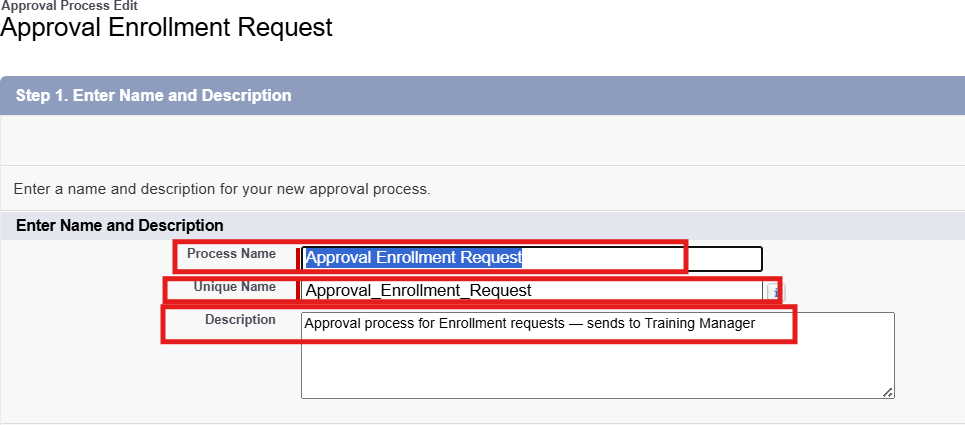 Approval Process Edit
Approval Enrollment Request
Step 1. Enter Name and Description
Enter a name and description for your new approval process.
Enter Name and Description
Process Name Approval Enrollment Request
Unique Name Approval_Enrollment_Request i
Description Approval process for Enrollment requests — sends to Training Manager